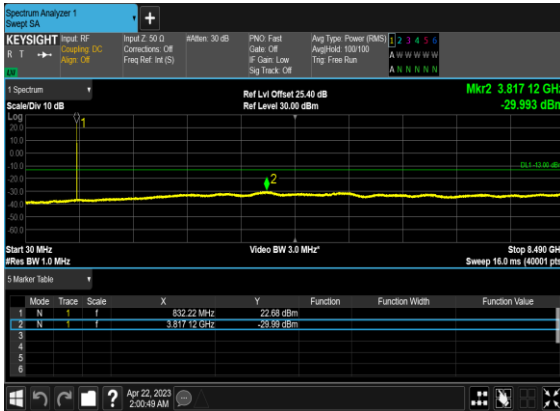 Spectrum Analyzer 1
Swept SA
KEYSIGHT Input: RF Input Z: 50 Ω #Atten: 30 dB PNO: Fast Avg Type: Power (RMS) 1 2 3 4 5 6
R T Coupling: DC Corrections: Off Gate: Off Avg|Hold: 100/100 A W W W W W
Align: Off Freq Ref: Int (S) IF Gain: Low Trig: Free Run
LXI Sig Track: Off A N N N N N
1 Spectrum Ref Lvl Offset 25.40 dB Mkr2 3.817 12 GHz
Scale/Div 10 dB Ref Level 30.00 dBm -29.993 dBm
Log
20.0
10.0
0.00
-10.0
-20.0
-30.0
-40.0
-50.0
-60.0
1
2
DL1 -13.00 dBm
Start 30 MHz Video BW 3.0 MHz* Stop 8.490 GHz
#Res BW 1.0 MHz Sweep 16.0 ms (40001 pts)
5 Marker Table
Mode Trace Scale X Y Function Function Width Function Value
1 N 1 f 832.22 MHz 22.68 dBm
2 N 1 f 3.817 12 GHz -29.99 dBm
3
4
5
6
Apr 22, 2023
2:00:49 AM